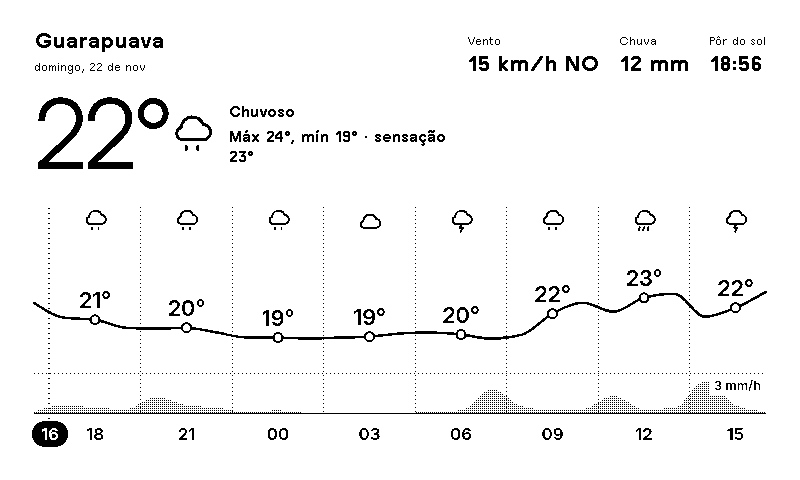 Guarapuava
domingo, 22 de nov
Vento
15 km/h NO
Chuva
12 mm
Pôr do sol
18:56
22°
Chuvoso
Máx 24°, mín 19° · sensação
23°
21° 20° 19° 19° 20° 22° 23° 22°
3 mm/h
16 18 21 00 03 06 09 12 15